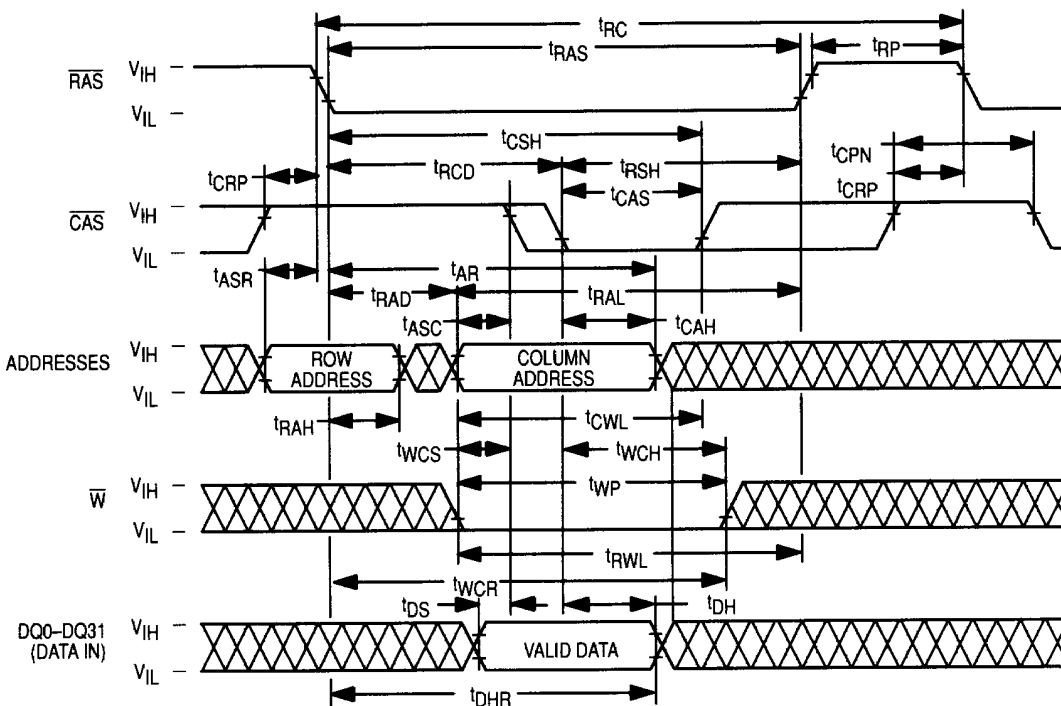 tRC
tRAS
tRP
RAS
VIH
VIL
tCSH
tCPN
tRCD
tRSH
tCRP
tCAS
tCRP
CAS
VIH
VIL
tASR
tAR
tRAD
tRAL
tASC
tCAH
ADDRESSES
VIH
VIL
ROW
ADDRESS
COLUMN
ADDRESS
tRAH
tCWL
tWCS
tWCH
W
VIH
VIL
tWP
tRWL
tWCR
tDS
tDH
DQ0–DQ31
(DATA IN)
VIH
VIL
VALID DATA
tDHR